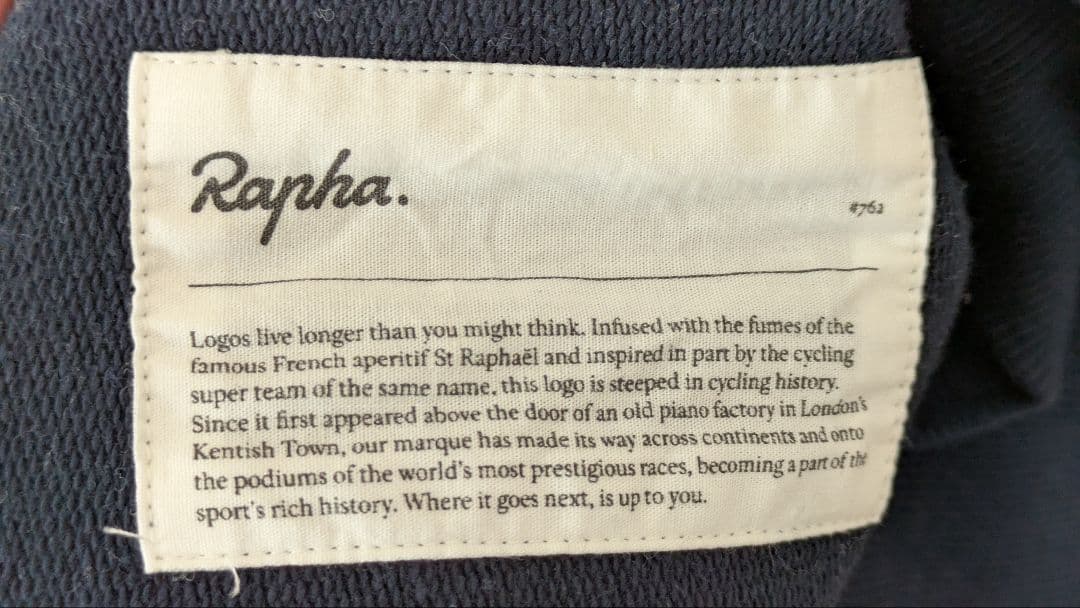 Rapha.
#762
Logos live longer than you might think. Infused with the fumes of the
famous French aperitif St Raphaël and inspired in part by the cycling
super team of the same name, this logo is steeped in cycling history.
Since it first appeared above the door of an old piano factory in London's
Kentish Town, our marque has made its way across continents and onto
the podiums of the world's most prestigious races, becoming a part of the
sport's rich history. Where it goes next, is up to you.